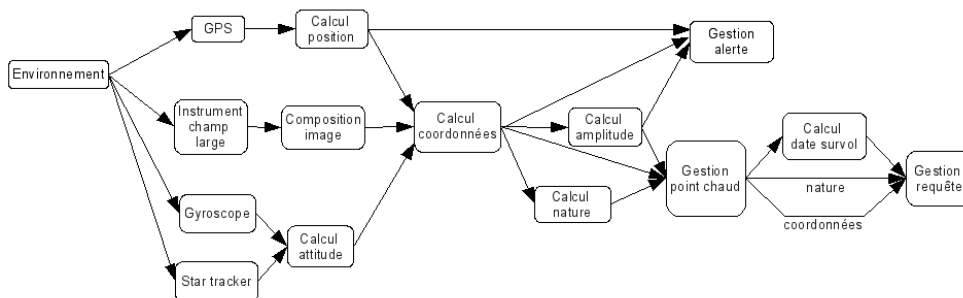 GPS
Calcul
position
Gestion
alerte
Environnement
Instrument
champ
large
Composition
image
Calcul
coordonnées
Calcul
amplitude
Calcul
date survol
Gestion
point chaud
Gestion
requête
nature
Calcul
nature
coordonnées
Gyroscope
Calcul
attitude
Star tracker